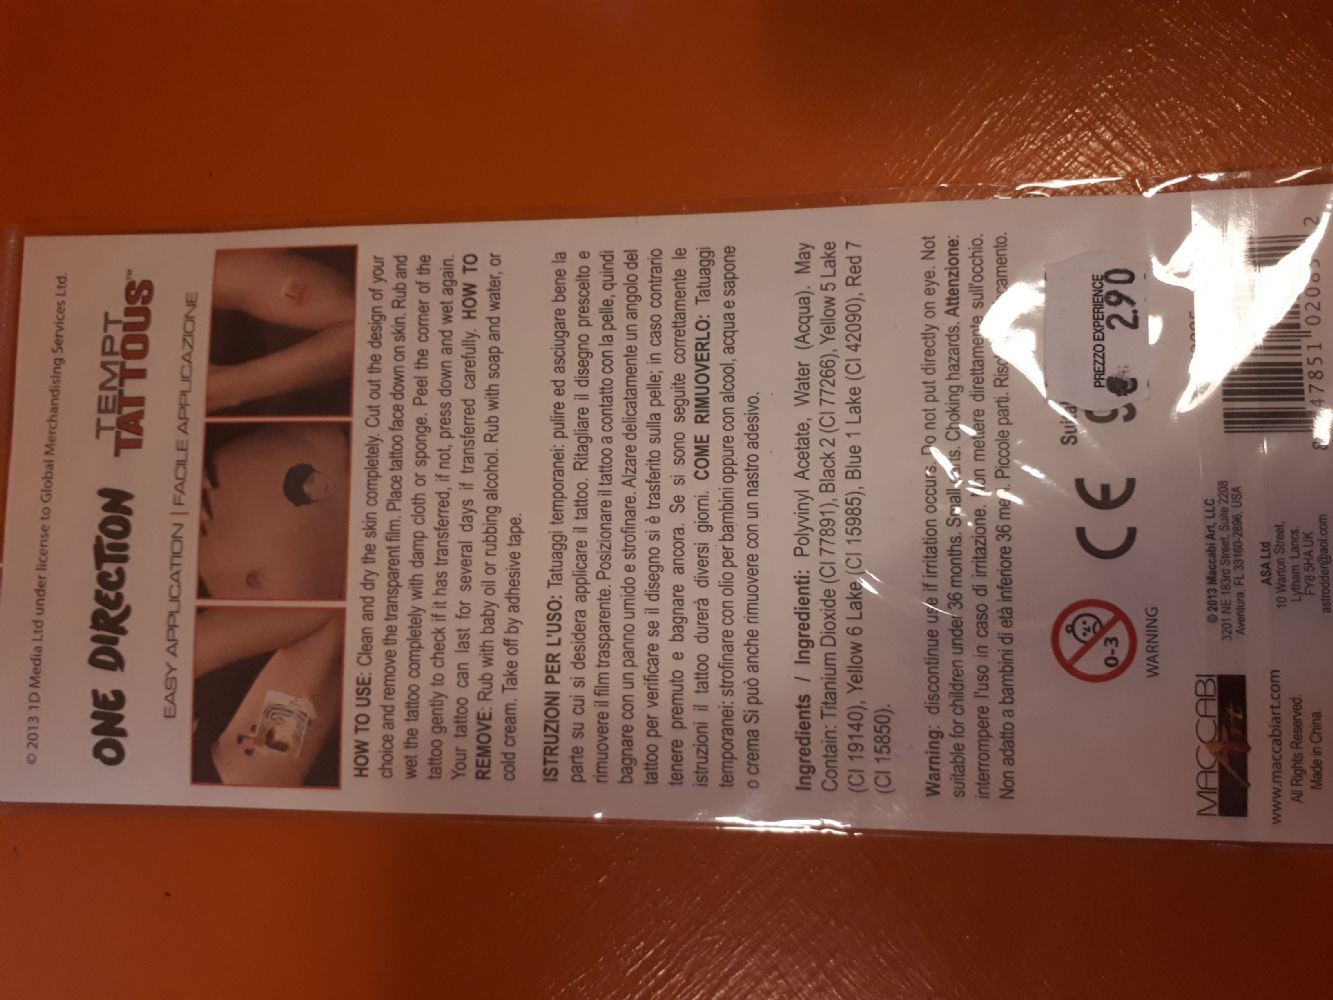 © 2013 1D Media Ltd under license to Global Merchandising Services Ltd.
ONE DIRECTION TEMPT TATTOUS™
EASY APPLICATION | FACILE APPLICAZIONE
HOW TO USE: Clean and dry the skin completely. Cut out the design of your
choice and remove the transparent film. Place tattoo face down on skin. Rub and
wet the tattoo completely with damp cloth or sponge. Peel the corner of the
tattoo gently to check if it has transferred, if not, press down and wet again.
Your tattoo can last for several days if transferred carefully. HOW TO
REMOVE: Rub with baby oil or rubbing alcohol. Rub with soap and water, or
cold cream. Take off by adhesive tape.
ISTRUZIONI PER L'USO: Tatuaggi temporanei: pulire ed asciugare bene la
parte su cui si desidera applicare il tattoo. Ritagliare il disegno prescelto e
rimuovere il film trasparente. Posizionare il tattoo a contatto con la pelle, quindi
bagnare con un panno umido e strofinare. Alzare delicatamente un angolo del
tattoo per verificare se il disegno si è trasferito sulla pelle; in caso contrario
tenere premuto e bagnare ancora. Se si sono seguite correttamente le
istruzioni il tattoo durerà diversi giorni. COME RIMUOVERLO: Tatuaggi
temporanei: strofinare con olio per bambini oppure con alcool, acqua e sapone
o crema Si può anche rimuovere con un nastro adesivo.
Ingredients / Ingredienti: Polyvinyl Acetate, Water (Acqua). May
Contain: Titanium Dioxide (CI 77891), Black 2 (CI 77266), Yellow 5 Lake
(CI 19140), Yellow 6 Lake (CI 15985), Blue 1 Lake (CI 42090), Red 7
(CI 15850).
Warning: discontinue use if irritation occurs. Do not put directly on eye. Not
suitable for children under 36 months. Small parts. Choking hazards. Attenzione:
interrompere l'uso in caso di irritazione. Non mettere direttamente sull'occhio.
Non adatto a bambini di età inferiore 36 me Piccole parti.
0-3
WARNING
CE
PREZZO EXPERIENCE
€ 2.90
MACCABI
Art
www.maccabiart.com
All Rights Reserved.
Made in China.
© 2013 Maccabi Art, LLC
3201 NE 183rd Street, Suite 2208
Aventura, FL 33160-2896, USA
ASA Ltd
10 Warton Street,
Lytham. Lancs.
FY8 5HA UK
astrodder@aol.com